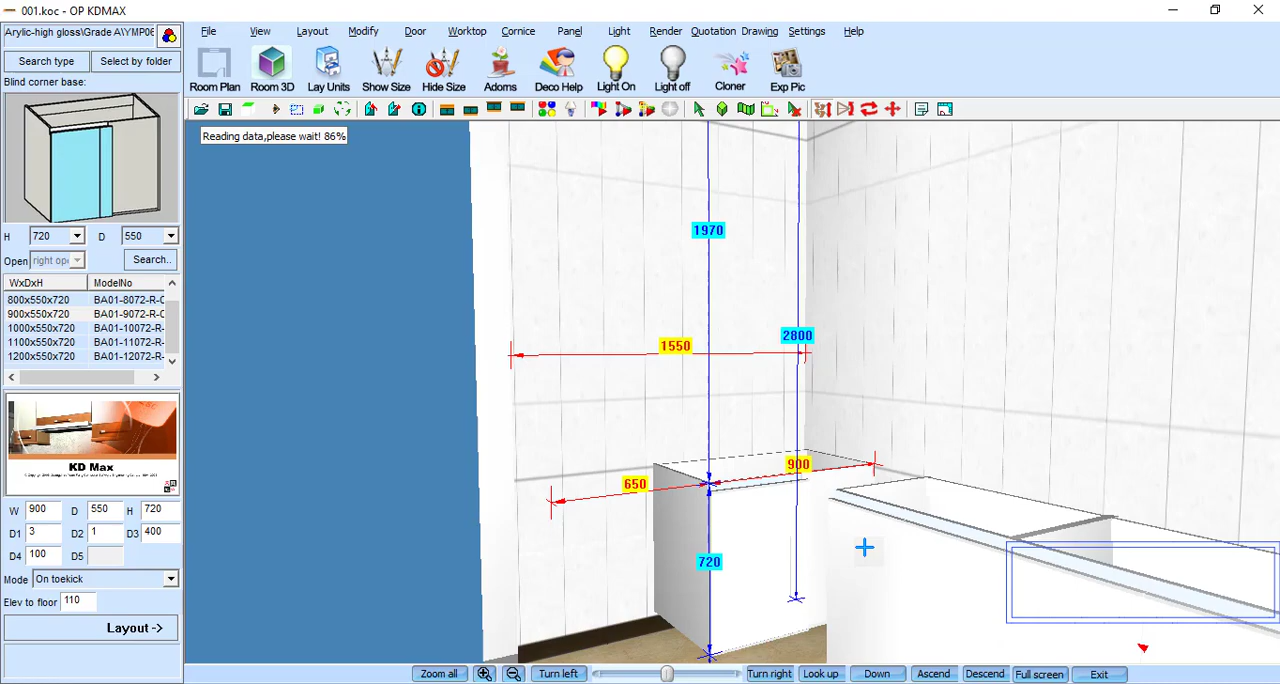 001.koc - OP KDMAX
Arylic-high gloss\Grade A\YMP06
File View Layout Modify Door Worktop Cornice Panel Light Render Quotation Drawing Settings Help
Search type Select by folder
Room Plan Room 3D Lay Units Show Size Hide Size Adoms Deco Help Light On Light off Cloner Exp Pic
Blind corner base:
Reading data,please wait! 86%
H 720 D 550
Open right ope
Search..
WxDxH ModelNo
800x550x720 BA01-8072-R-C
900x550x720 BA01-9072-R-C
1000x550x720 BA01-10072-R-
1100x550x720 BA01-11072-R-
1200x550x720 BA01-12072-R-
KD Max
W 900 D 550 H 720
D1 3 D2 1 D3 400
D4 100 D5
Mode On toekick
Elev to floor 110
Layout ->
1970
2800
1550
900
650
720
Zoom all Turn left Turn right Look up Down Ascend Descend Full screen Exit